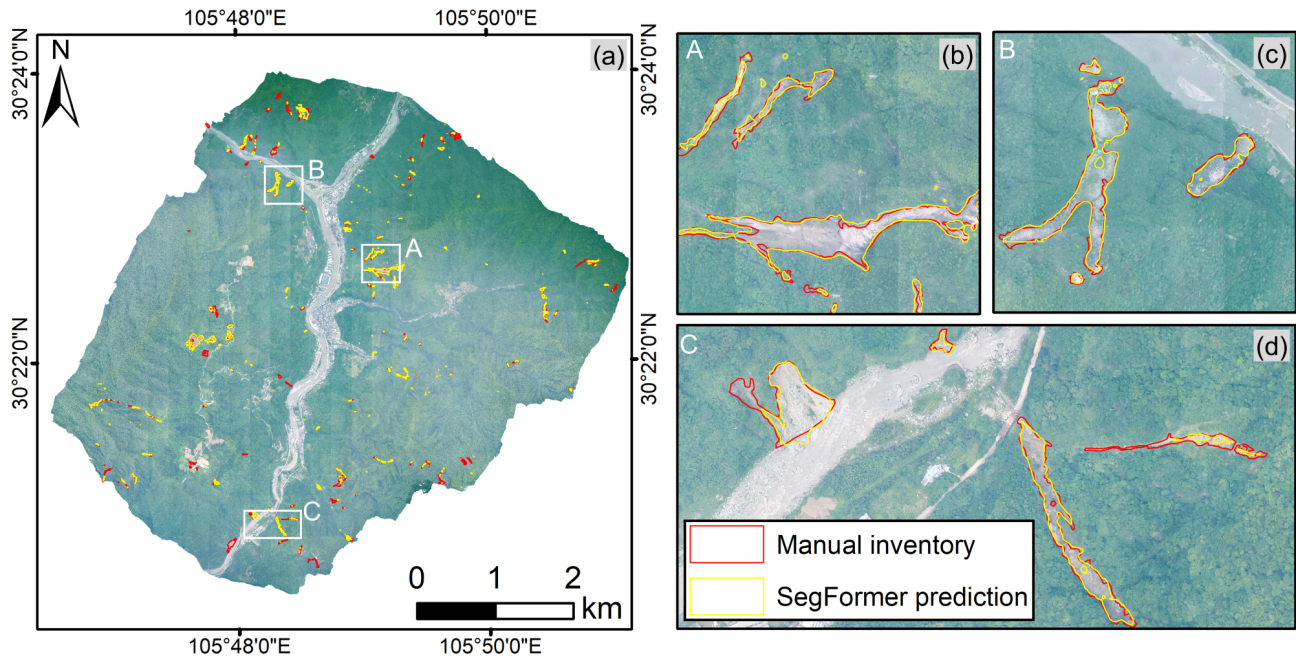 105°48'0"E 105°50'0"E
N
(a)
30°24'0"N
B
A
30°22'0"N
C
0 1 2
km
105°48'0"E 105°50'0"E
A (b)
B (c)
30°24'0"N
30°22'0"N
C (d)
Manual inventory
SegFormer prediction